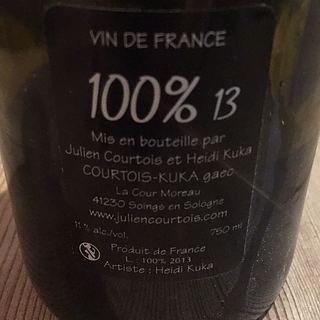 VIN DE FRANCE
100% 13
Mis en bouteille par
Julien Courtois et Heidi Kuka
COURTOIS-KUKA gaec
La Cour Moreau
41230 Soings en Sologne
www.juliencourtois.com
11 % alc./vol. 750 ml
Produit de France
L : 100% 2013
Artiste : Heidi Kuka